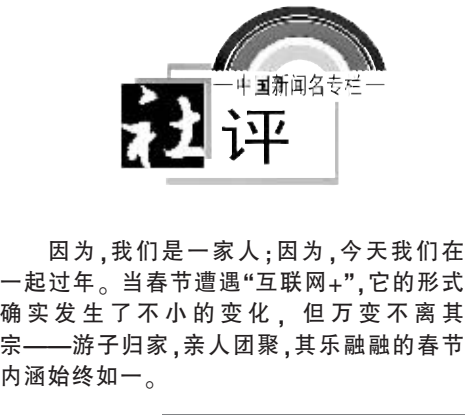 —中国新闻名专栏—
社评
因为,我们是一家人;因为,今天我们在
一起过年。当春节遭遇“互联网+”,它的形式
确实发生了不小的变化，但万变不离其
宗——游子归家,亲人团聚,其乐融融的春节
内涵始终如一。